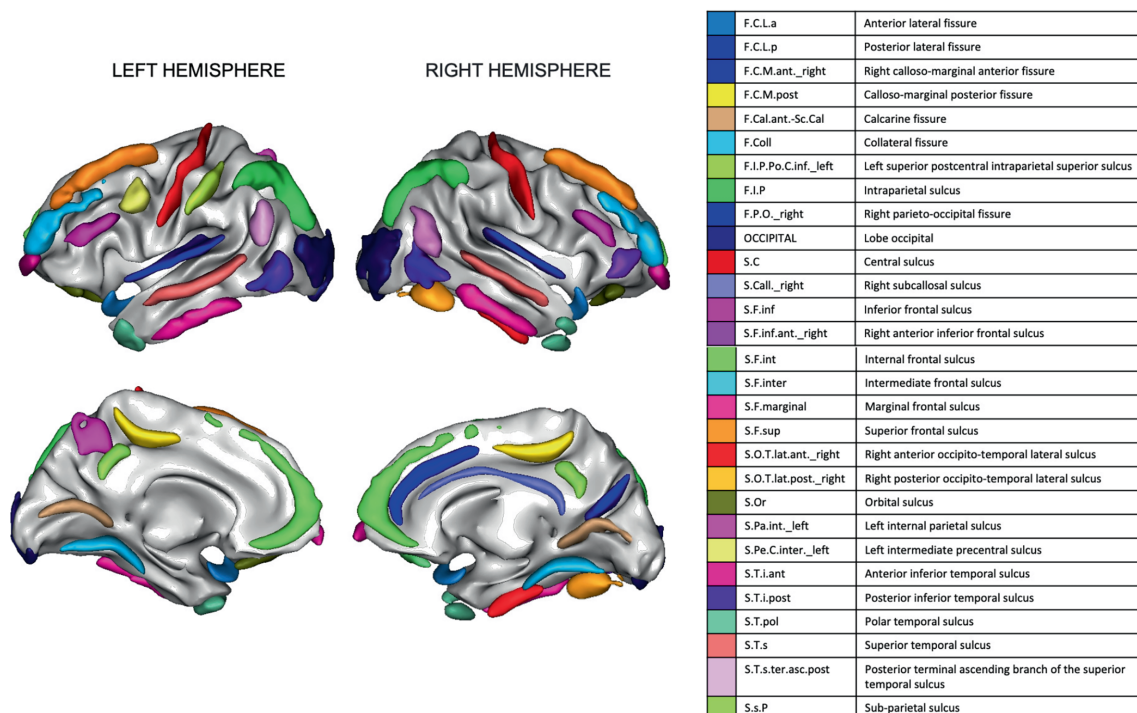 LEFT HEMISPHERE
RIGHT HEMISPHERE
F.C.L.a Anterior lateral fissure
F.C.L.p Posterior lateral fissure
F.C.M.ant._right Right calloso-marginal anterior fissure
F.C.M.post Calloso-marginal posterior fissure
F.Cal.ant.-Sc.Cal Calcarine fissure
F.Coll Collateral fissure
F.I.P.Po.C.inf._left Left superior postcentral intraparietal superior sulcus
F.I.P Intraparietal sulcus
F.P.O._right Right parieto-occipital fissure
OCCIPITAL Lobe occipital
S.C Central sulcus
S.Call._right Right subcallosal sulcus
S.F.inf Inferior frontal sulcus
S.F.inf.ant._right Right anterior inferior frontal sulcus
S.F.int Internal frontal sulcus
S.F.inter Intermediate frontal sulcus
S.F.marginal Marginal frontal sulcus
S.F.sup Superior frontal sulcus
S.O.T.lat.ant._right Right anterior occipito-temporal lateral sulcus
S.O.T.lat.post._right Right posterior occipito-temporal lateral sulcus
S.Or Orbital sulcus
S.Pa.int._left Left internal parietal sulcus
S.Pe.C.inter._left Left intermediate precentral sulcus
S.T.i.ant Anterior inferior temporal sulcus
S.T.i.post Posterior inferior temporal sulcus
S.T.pol Polar temporal sulcus
S.T.s Superior temporal sulcus
S.T.s.ter.asc.post Posterior terminal ascending branch of the superior
temporal sulcus
S.s.P Sub-parietal sulcus